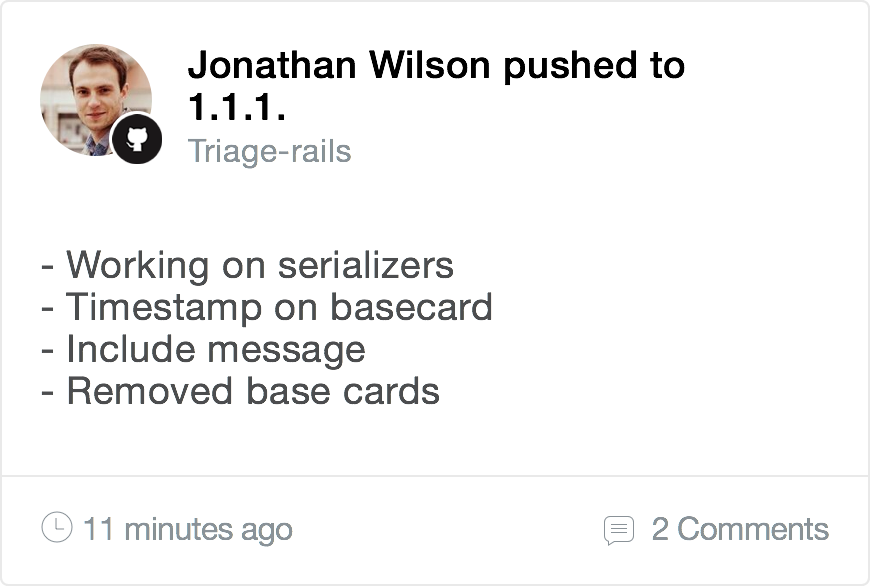 Jonathan Wilson pushed to
1.1.1.
Triage-rails
- Working on serializers
- Timestamp on basecard
- Include message
- Removed base cards
11 minutes ago
2 Comments